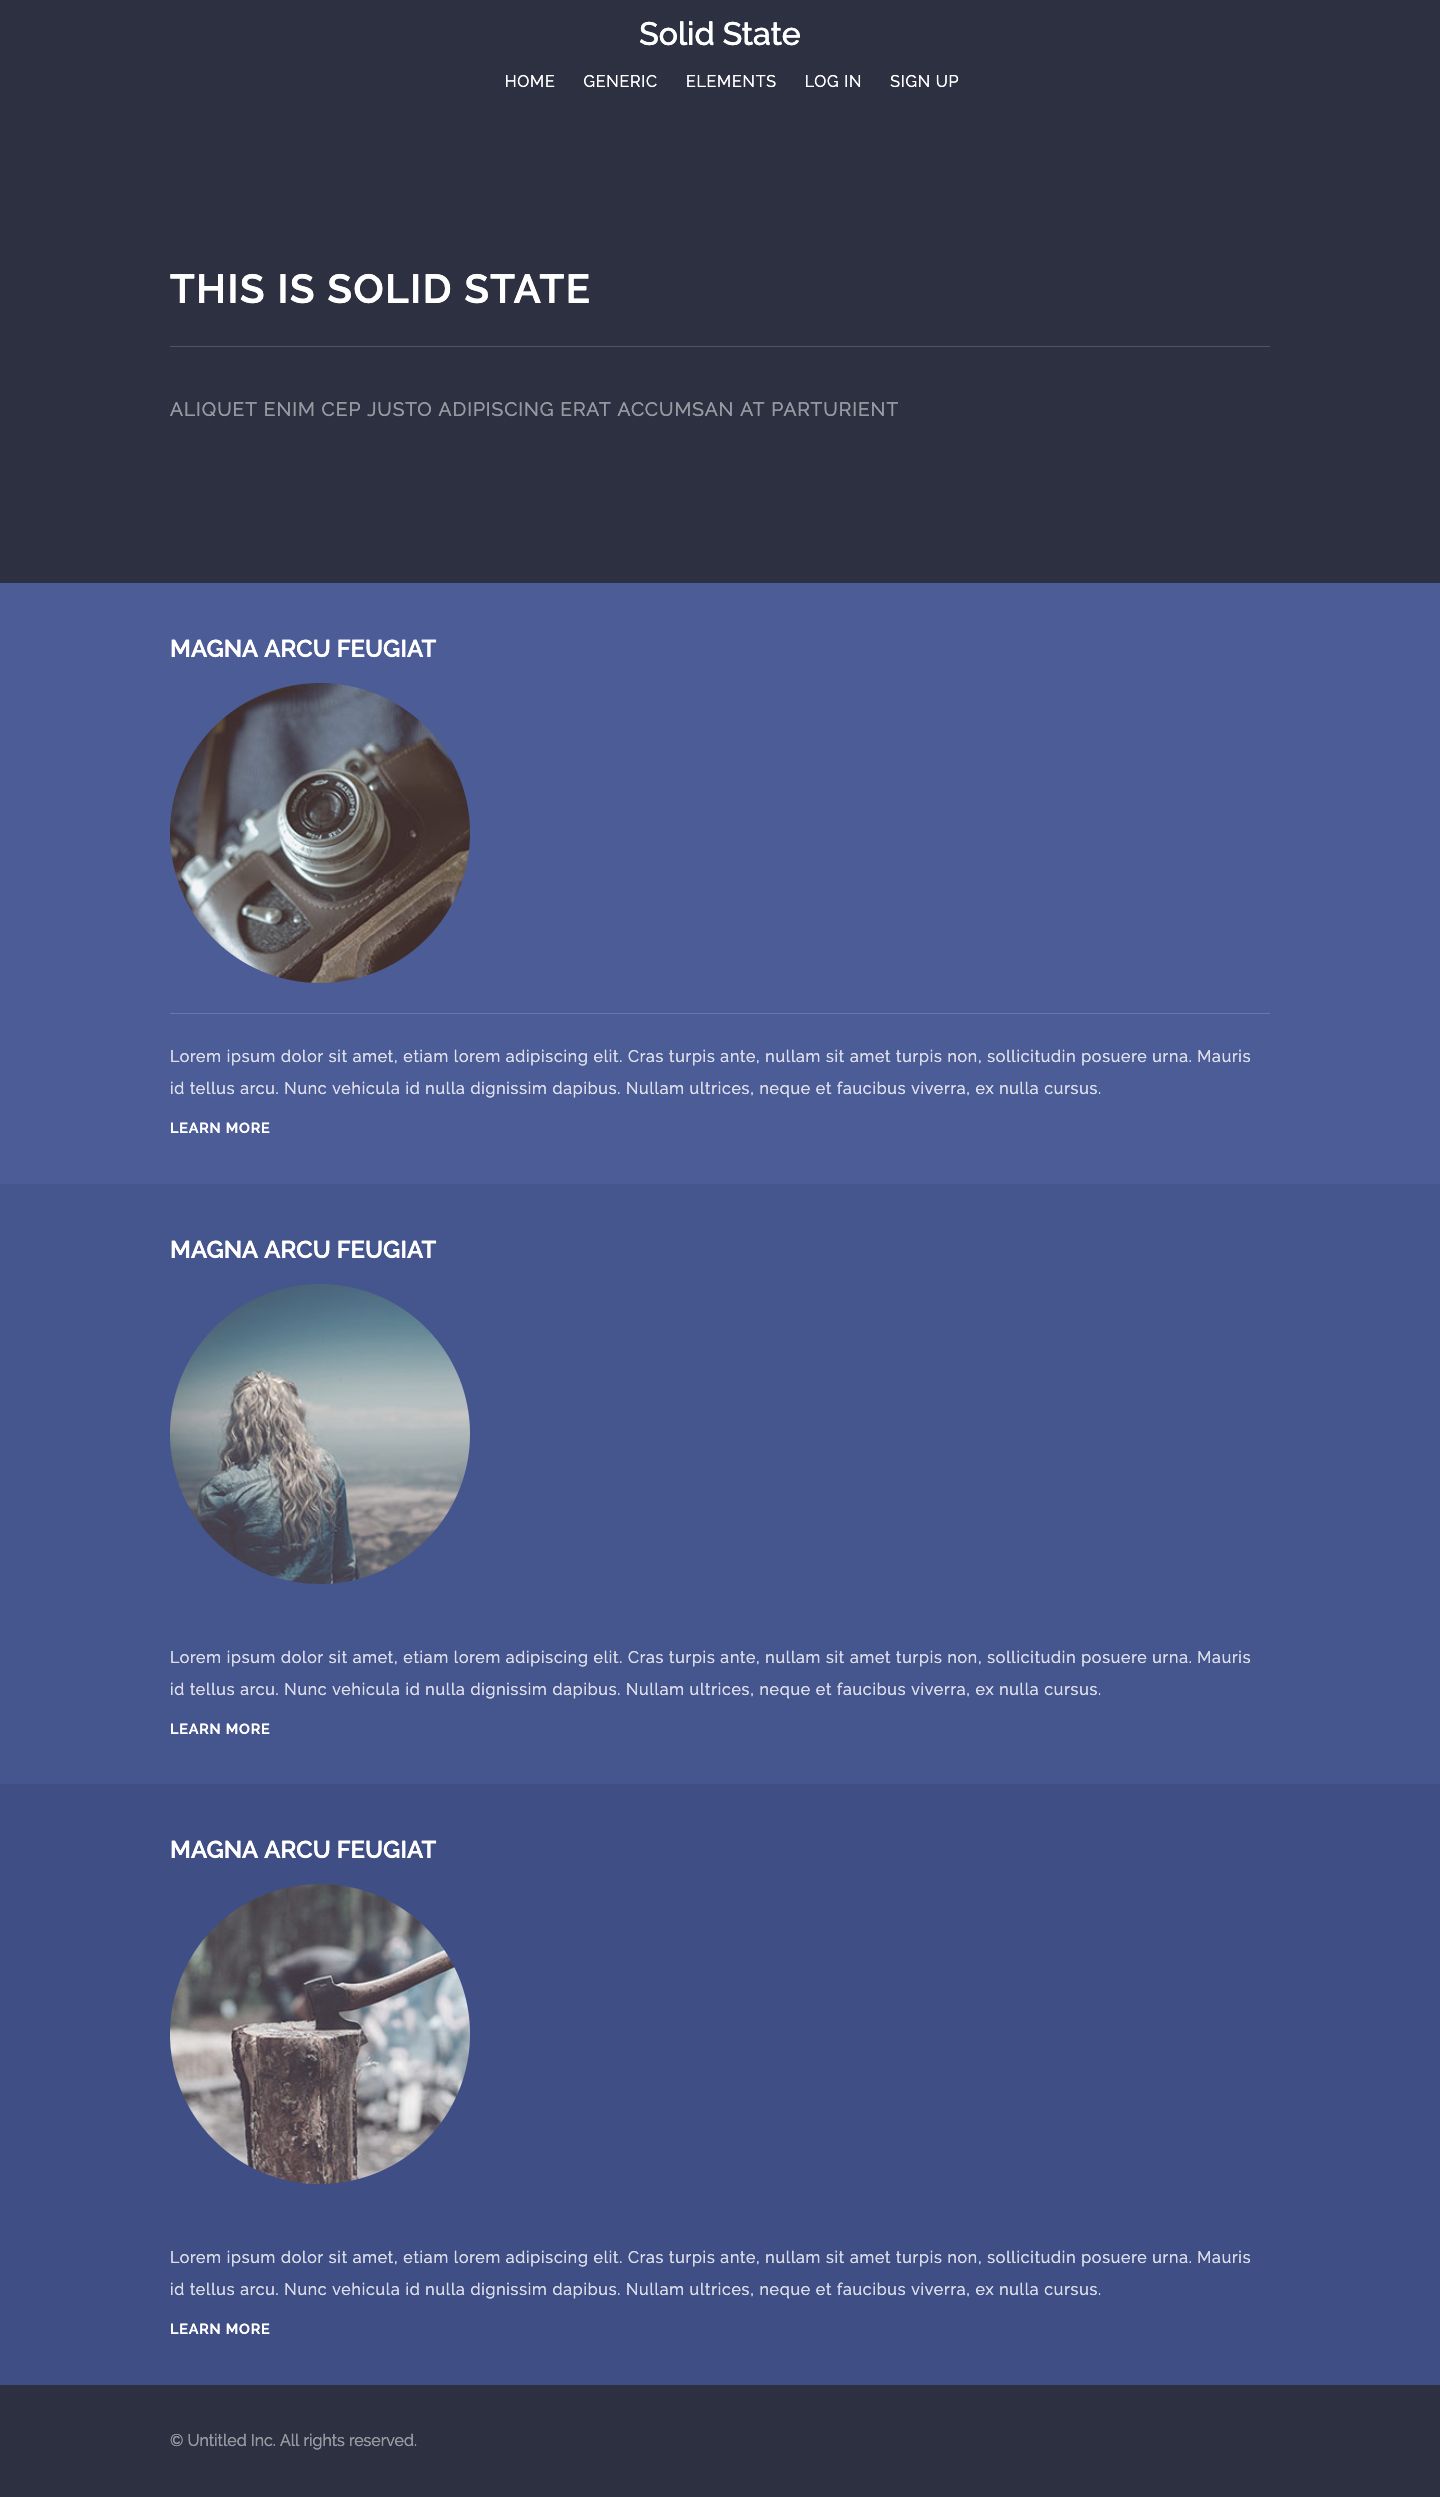 Solid State
HOME GENERIC ELEMENTS LOG IN SIGN UP
THIS IS SOLID STATE
ALIQUET ENIM CEP JUSTO ADIPISCING ERAT ACCUMSAN AT PARTURIENT
MAGNA ARCU FEUGIAT
Lorem ipsum dolor sit amet, etiam lorem adipiscing elit. Cras turpis ante, nullam sit amet turpis non, sollicitudin posuere urna. Mauris
id tellus arcu. Nunc vehicula id nulla dignissim dapibus. Nullam ultrices, neque et faucibus viverra, ex nulla cursus.
LEARN MORE
MAGNA ARCU FEUGIAT
Lorem ipsum dolor sit amet, etiam lorem adipiscing elit. Cras turpis ante, nullam sit amet turpis non, sollicitudin posuere urna. Mauris
id tellus arcu. Nunc vehicula id nulla dignissim dapibus. Nullam ultrices, neque et faucibus viverra, ex nulla cursus.
LEARN MORE
MAGNA ARCU FEUGIAT
Lorem ipsum dolor sit amet, etiam lorem adipiscing elit. Cras turpis ante, nullam sit amet turpis non, sollicitudin posuere urna. Mauris
id tellus arcu. Nunc vehicula id nulla dignissim dapibus. Nullam ultrices, neque et faucibus viverra, ex nulla cursus.
LEARN MORE
© Untitled Inc. All rights reserved.